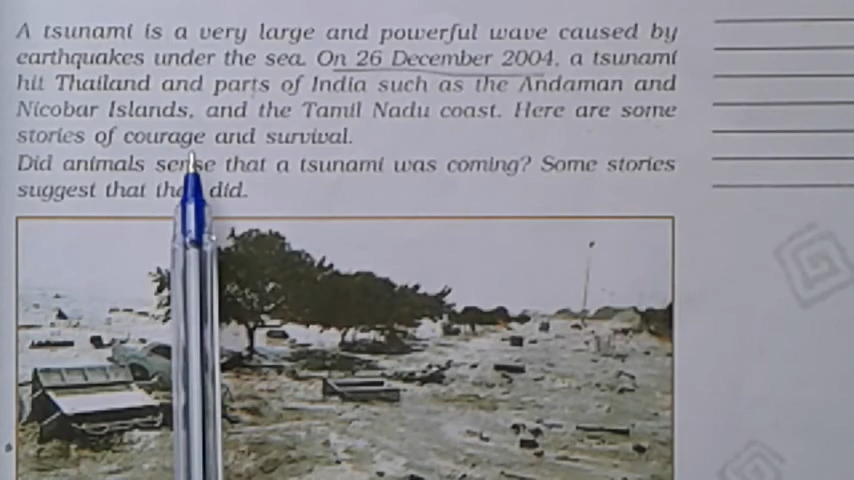 A tsunami is a very large and powerful wave caused by
earthquakes under the sea. On 26 December 2004, a tsunami
hit Thailand and parts of India such as the Andaman and
Nicobar Islands, and the Tamil Nadu coast. Here are some
stories of courage and survival.
Did animals sense that a tsunami was coming? Some stories
suggest that they did.